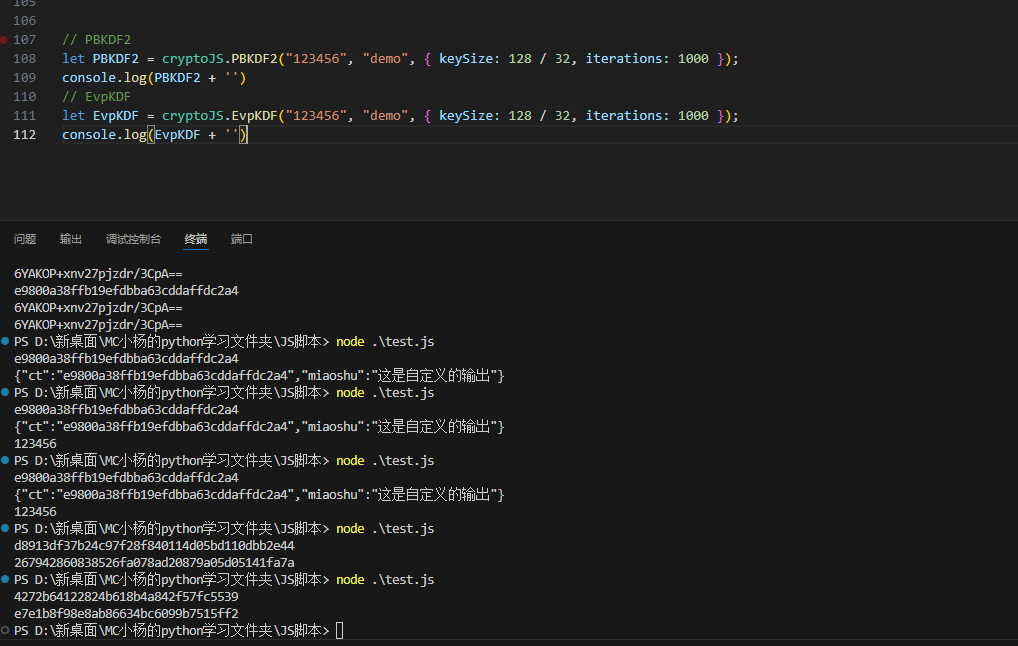 105
106
107 // PBKDF2
108 let PBKDF2 = cryptoJS.PBKDF2("123456", "demo", { keySize: 128 / 32, iterations: 1000 });
109 console.log(PBKDF2 + '')
110 // EvpKDF
111 let EvpKDF = cryptoJS.EvpKDF("123456", "demo", { keySize: 128 / 32, iterations: 1000 });
112 console.log(EvpKDF + '')
问题 输出 调试控制台 终端 端口
6YAKOP+xnv27pjzdr/3CpA==
e9800a38ffb19efdbba63cddaffdc2a4
6YAKOP+xnv27pjzdr/3CpA==
6YAKOP+xnv27pjzdr/3CpA==
PS D:\新桌面\MC小杨的python学习文件夹\JS脚本> node .\test.js
e9800a38ffb19efdbba63cddaffdc2a4
{"ct":"e9800a38ffb19efdbba63cddaffdc2a4","miaoshu":"这是自定义的输出"}
PS D:\新桌面\MC小杨的python学习文件夹\JS脚本> node .\test.js
e9800a38ffb19efdbba63cddaffdc2a4
{"ct":"e9800a38ffb19efdbba63cddaffdc2a4","miaoshu":"这是自定义的输出"}
123456
PS D:\新桌面\MC小杨的python学习文件夹\JS脚本> node .\test.js
e9800a38ffb19efdbba63cddaffdc2a4
{"ct":"e9800a38ffb19efdbba63cddaffdc2a4","miaoshu":"这是自定义的输出"}
123456
PS D:\新桌面\MC小杨的python学习文件夹\JS脚本> node .\test.js
d8913df37b24c97f28f840114d05bd110dbb2e44
267942860838526fa078ad20879a05d05141fa7a
PS D:\新桌面\MC小杨的python学习文件夹\JS脚本> node .\test.js
4272b64122824b618b4a842f57fc5539
e7e1b8f98e8ab86634bc6099b7515ff2
PS D:\新桌面\MC小杨的python学习文件夹\JS脚本>